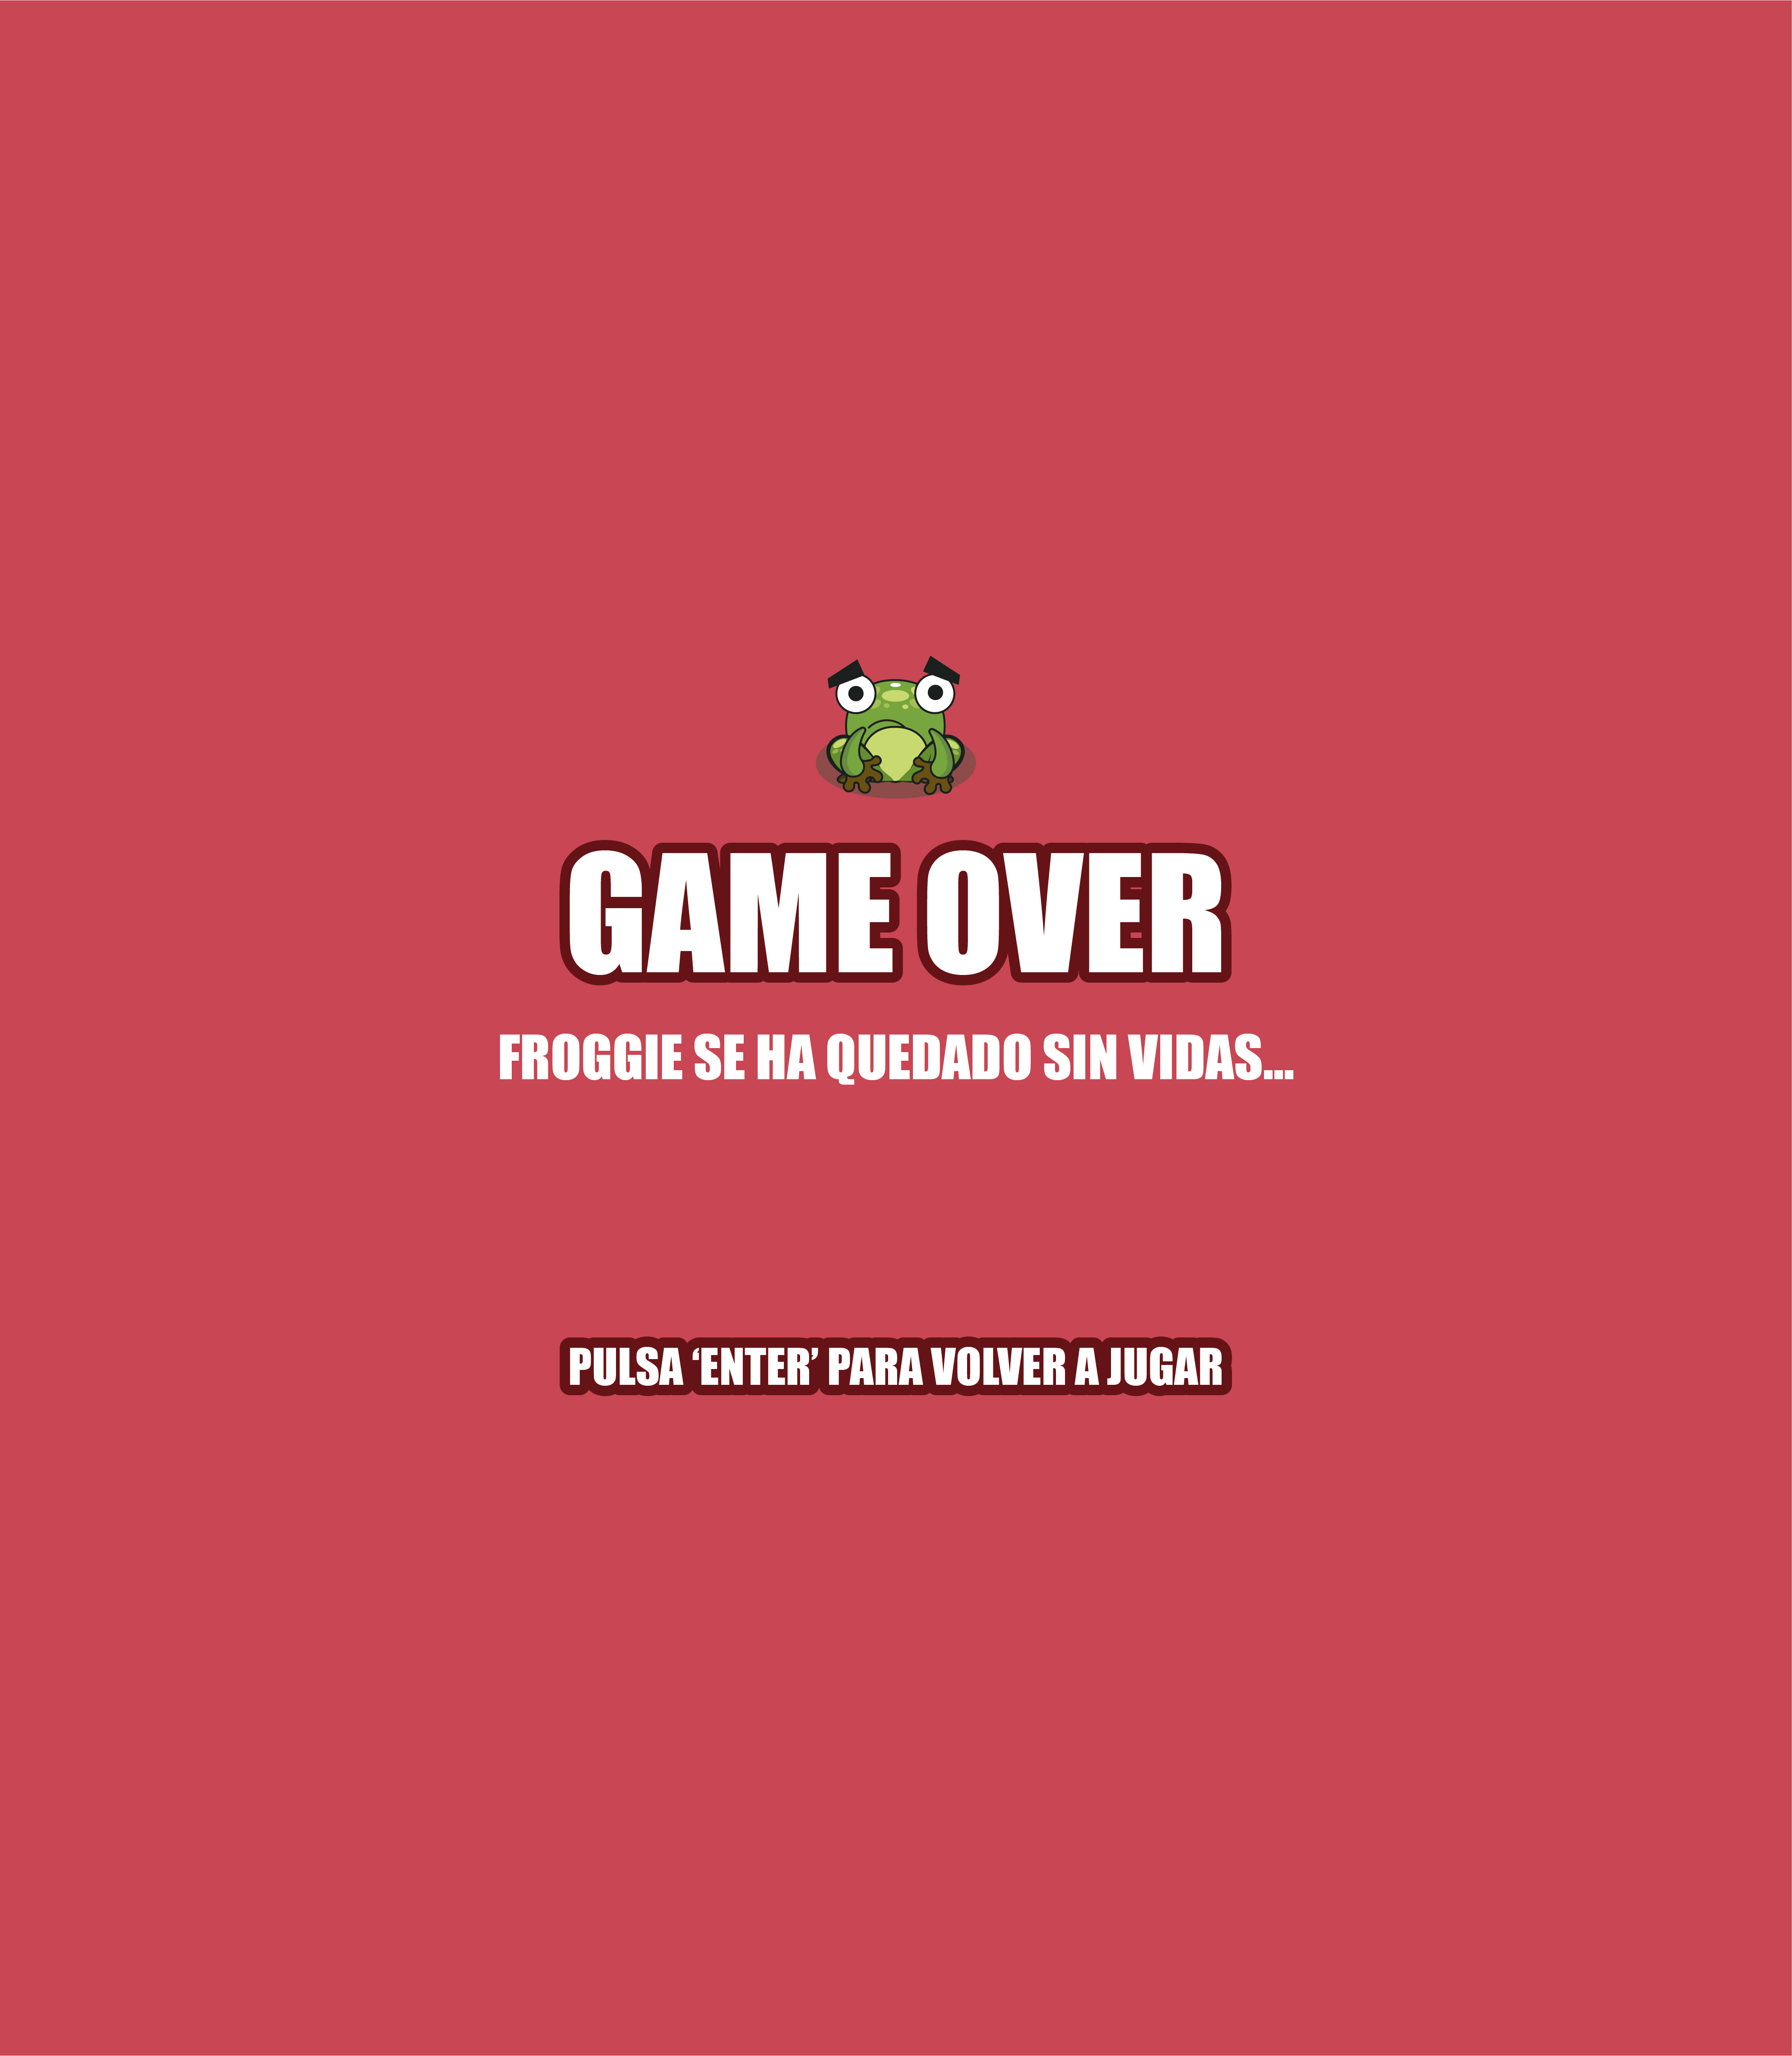 GAME OVER
FROGGIE SE HA QUEDADO SIN VIDAS...
PULSA ‘ENTER’ PARA VOLVER A JUGAR